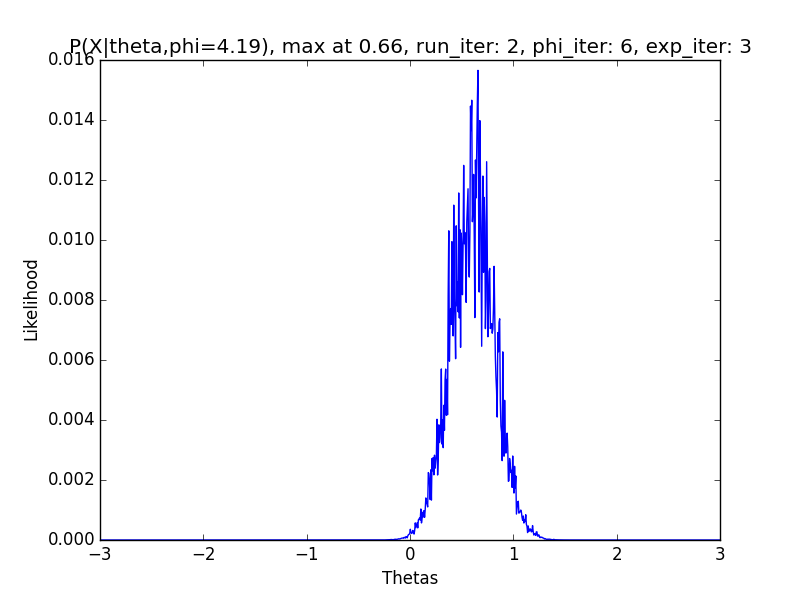 P(X|theta,phi=4.19), max at 0.66, run_iter: 2, phi_iter: 6, exp_iter: 3
0.016
0.014
0.012
0.010
0.008
0.006
0.004
0.002
0.000
Likelihood
−3 −2 −1 0 1 2 3
Thetas